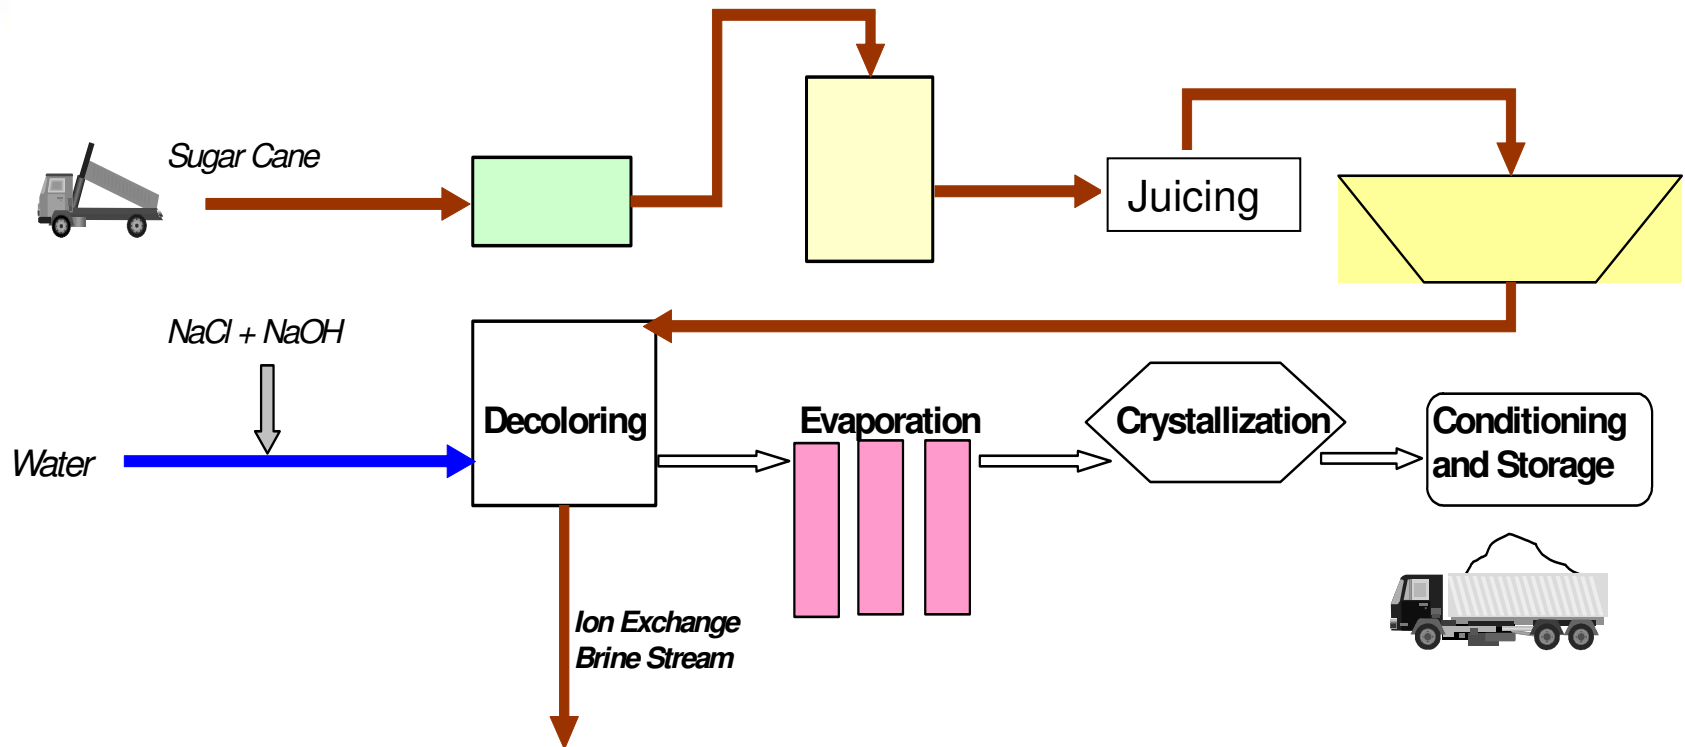 Sugar Cane
Juicing
NaCl + NaOH
Water
Decoloring
Evaporation
Crystallization
Conditioning
and Storage
Ion Exchange
Brine Stream